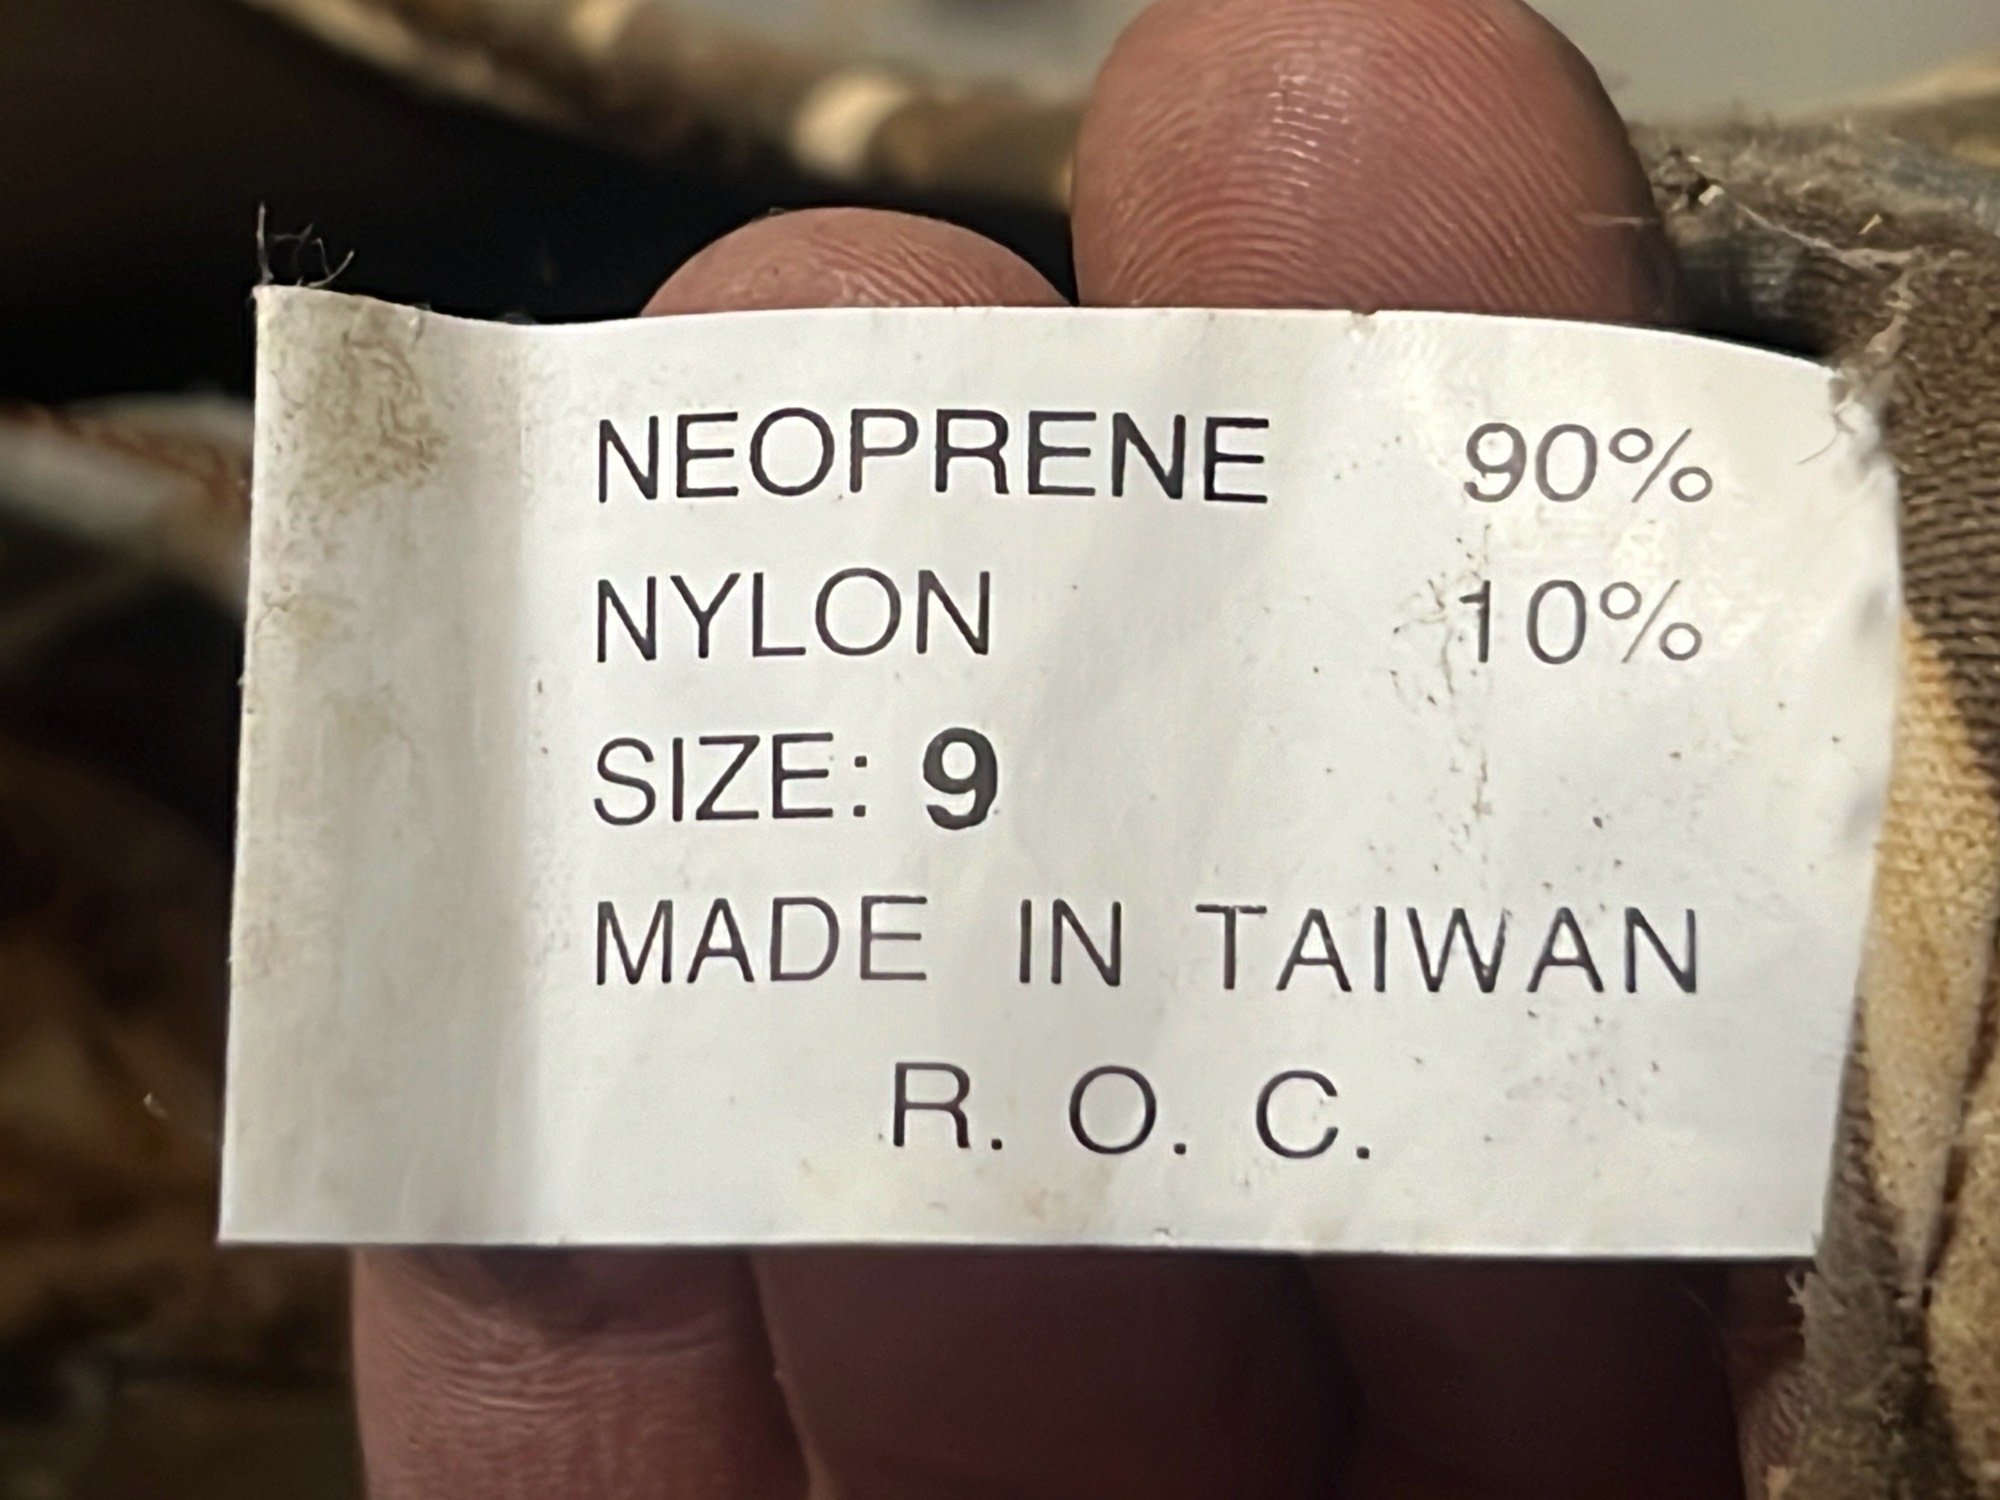 NEOPRENE 90%
NYLON 10%
SIZE: 9
MADE IN TAIWAN
R. O. C.